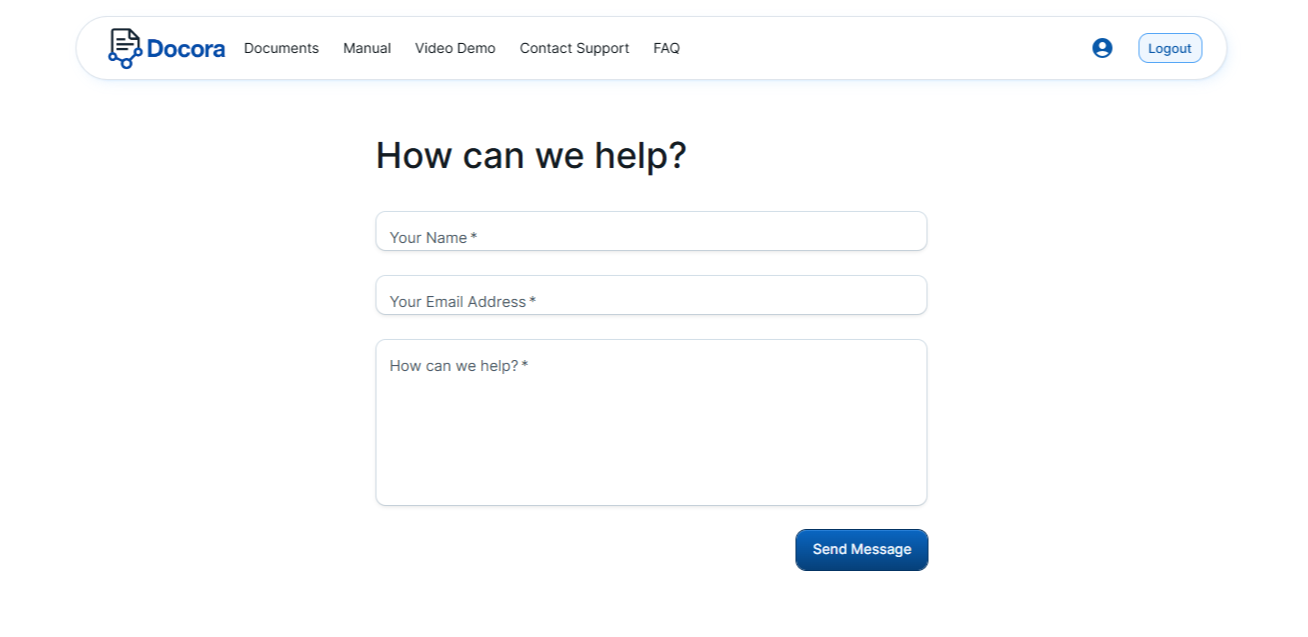 Docora Documents Manual Video Demo Contact Support FAQ Logout
How can we help?
Your Name *
Your Email Address *
How can we help? *
Send Message